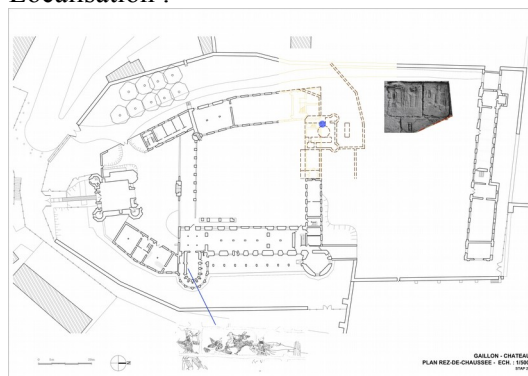 Localisation :
GAILLON - CHATEAU
PLAN REZ-DE-CHAUSSEE - ECH. : 1/500